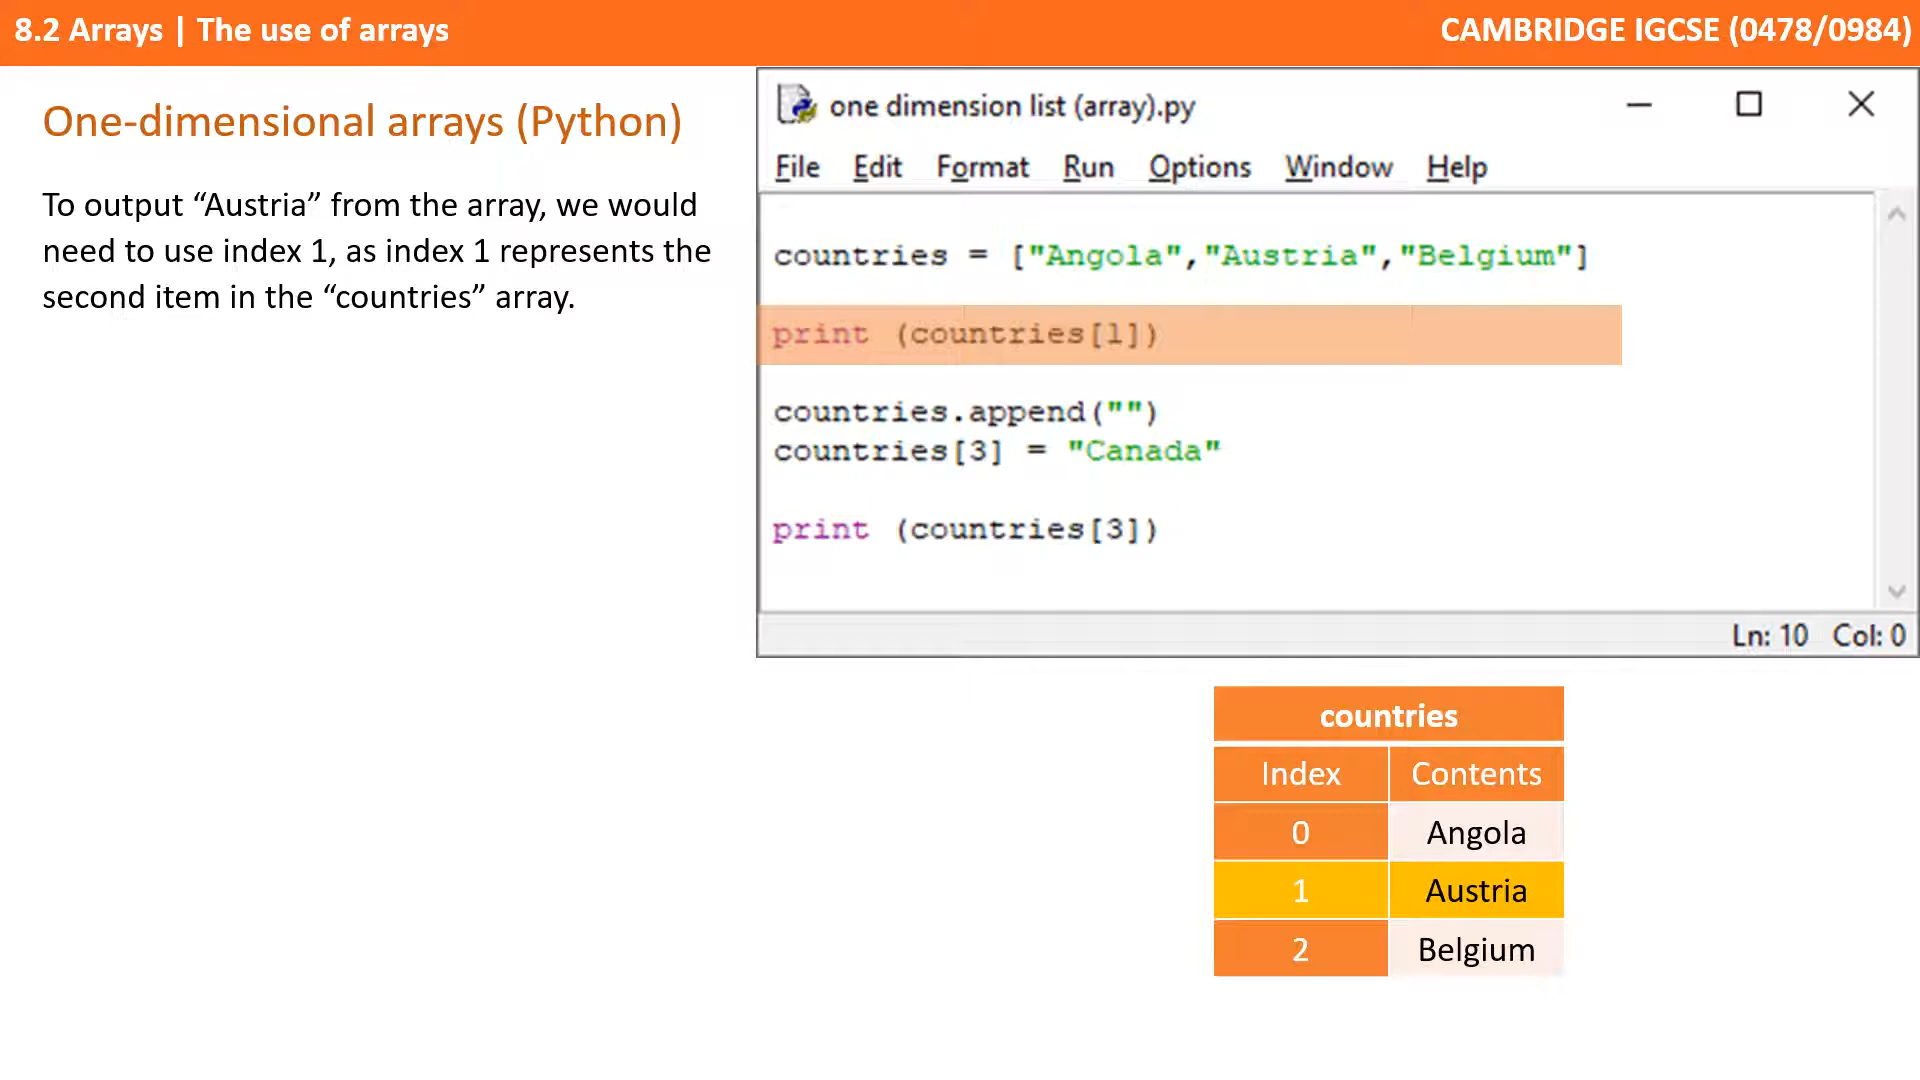 8.2 Arrays | The use of arrays
CAMBRIDGE IGCSE (0478/0984)
One-dimensional arrays (Python)
To output “Austria” from the array, we would
need to use index 1, as index 1 represents the
second item in the “countries” array.
one dimension list (array).py
File Edit Format Run Options Window Help
countries = ["Angola","Austria","Belgium"]
print (countries[1])
countries.append("")
countries[3] = "Canada"
print (countries[3])
Ln: 10 Col: 0
countries
Index Contents
0 Angola
1 Austria
2 Belgium